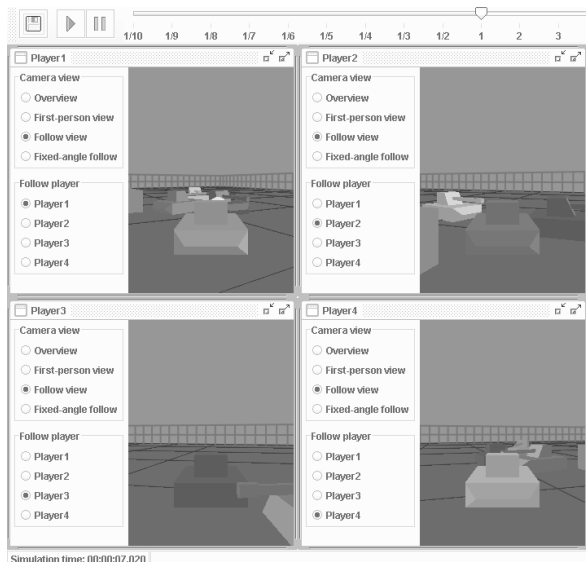 1/10 1/9 1/8 1/7 1/6 1/5 1/4 1/3 1/2 1 2 3
Player1
Camera view
Overview
First-person view
Follow view
Fixed-angle follow
Follow player
Player1
Player2
Player3
Player4
Player2
Camera view
Overview
First-person view
Follow view
Fixed-angle follow
Follow player
Player1
Player2
Player3
Player4
Player3
Camera view
Overview
First-person view
Follow view
Fixed-angle follow
Follow player
Player1
Player2
Player3
Player4
Player4
Camera view
Overview
First-person view
Follow view
Fixed-angle follow
Follow player
Player1
Player2
Player3
Player4
Simulation time: 00:00:07.020